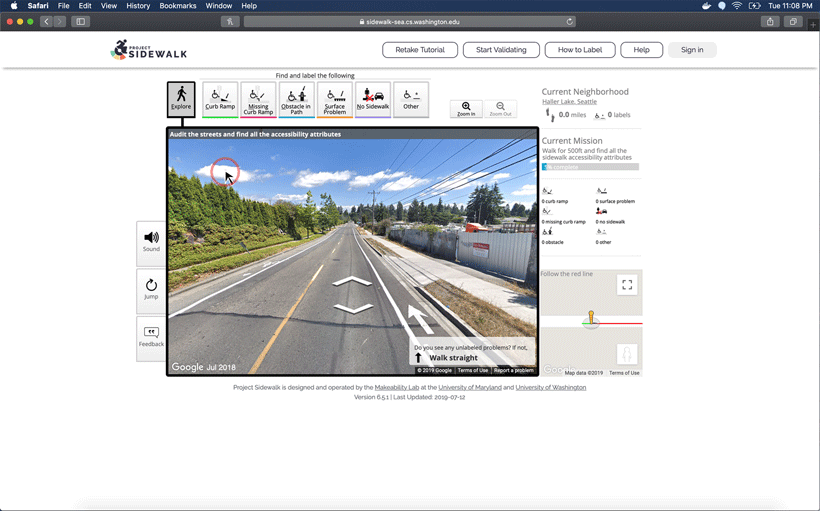 Safari File Edit View History Bookmarks Window Help
Tue 11:08 PM
sidewalk-sea.cs.washington.edu
PROJECT
SIDEWALK
Retake Tutorial
Start Validating
How to Label
Help
Sign in
Find and label the following
Explore
Curb Ramp
Missing
Curb Ramp
Obstacle in
Path
Surface
Problem
No Sidewalk
Other
Zoom In
Zoom Out
Current Neighborhood
Haller Lake, Seattle
0.0 miles
0 labels
Current Mission
Walk for 500ft and find all the
sidewalk accessibility attributes
complete
0 curb ramp
0 surface problem
0 missing curb ramp
0 no sidewalk
0 obstacle
0 other
Audit the streets and find all the accessibility attributes
Sound
Jump
Feedback
Do you see any unlabeled problems? If not,
Walk straight
Google Jul 2018
© 2019 Google
Terms of Use
Report a problem
Follow the red line
Google
Map data ©2019
Terms of Use
Project Sidewalk is designed and operated by the Makeability Lab at the University of Maryland and University of Washington
Version 6.5.1 | Last Updated: 2019-07-12